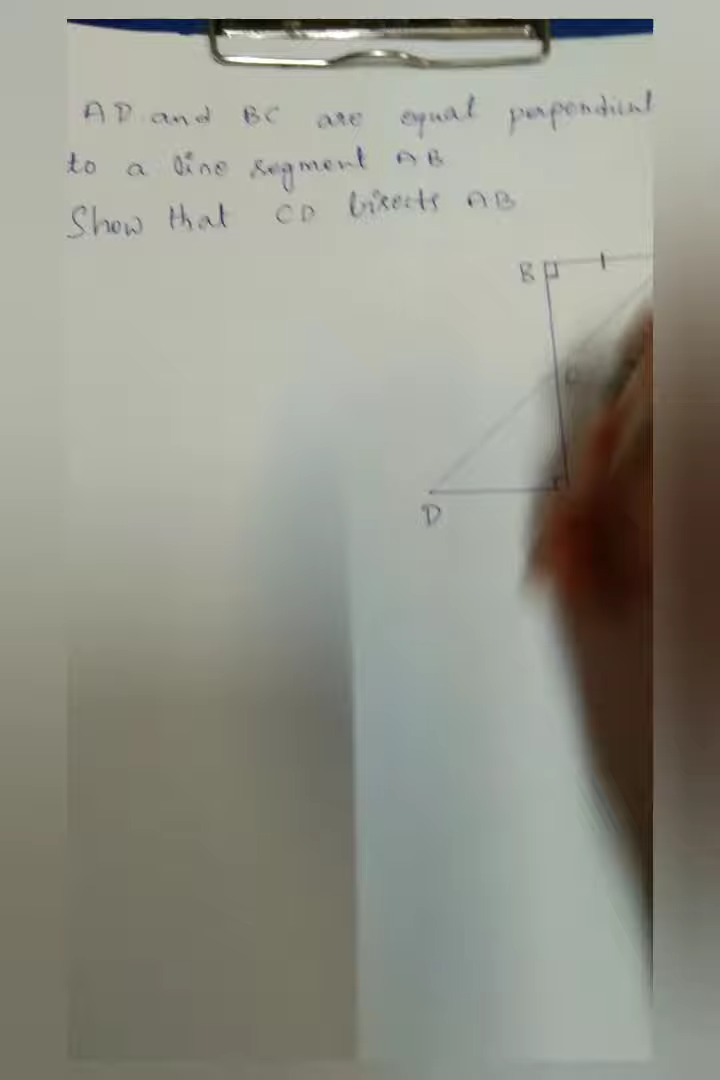 AD and BC are equal perpendicul
to a line segment AB
Show that CD bisects AB
B
D